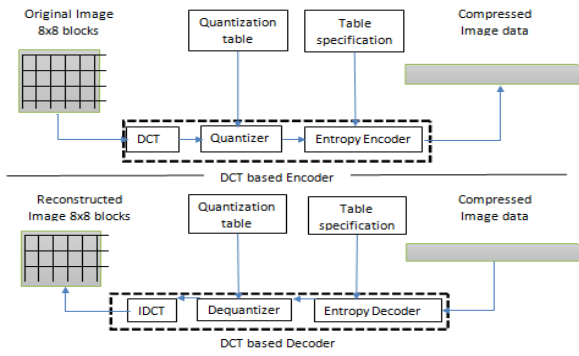 Original Image
8x8 blocks
Quantization
table
Table
specification
Compressed
Image data
DCT
Quantizer
Entropy Encoder
DCT based Encoder
Reconstructed
Image 8x8 blocks
Quantization
table
Table
specification
Compressed
Image data
IDCT
Dequantizer
Entropy Decoder
DCT based Decoder